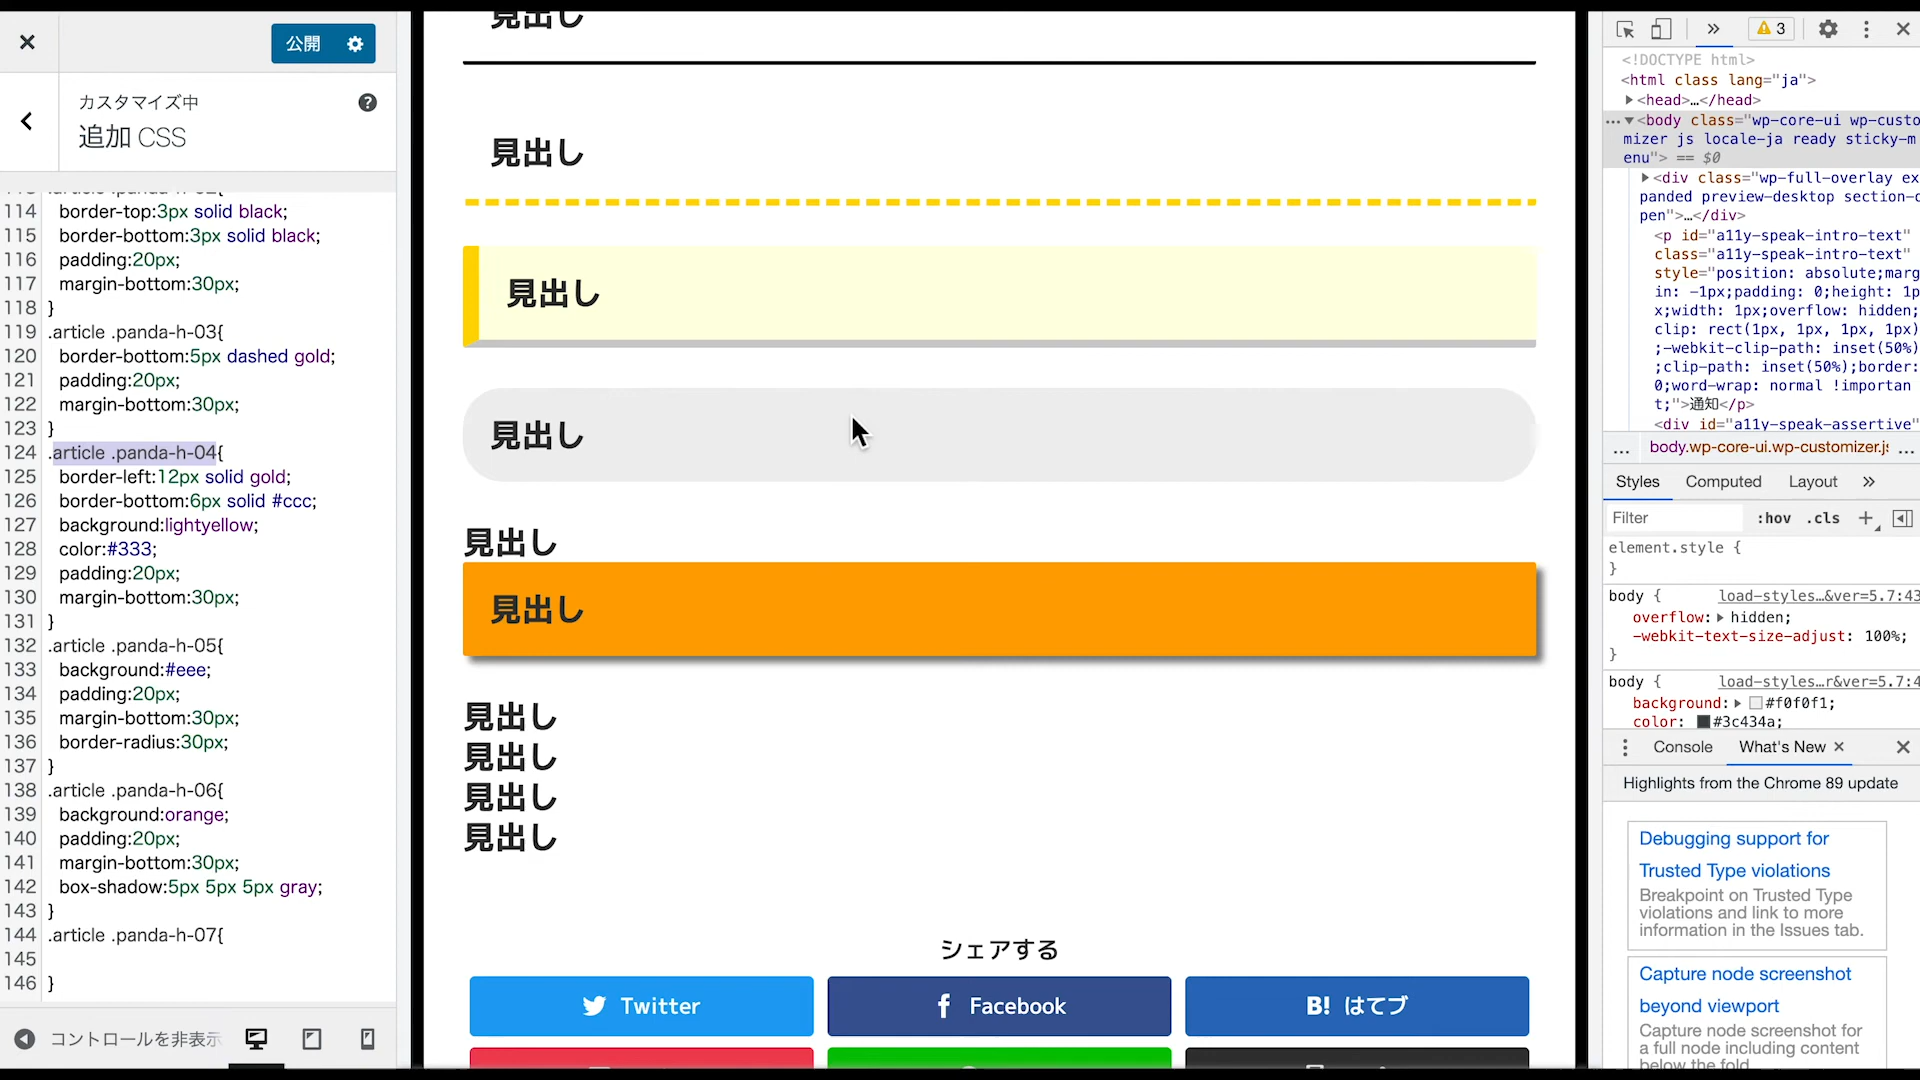 公開
カスタマイズ中
追加 CSS
114 border-top:3px solid black;
115 border-bottom:3px solid black;
116 padding:20px;
117 margin-bottom:30px;
118 }
119 .article .panda-h-03{
120 border-bottom:5px dashed gold;
121 padding:20px;
122 margin-bottom:30px;
123 }
124 .article .panda-h-04{
125 border-left:12px solid gold;
126 border-bottom:6px solid #ccc;
127 background:lightyellow;
128 color:#333;
129 padding:20px;
130 margin-bottom:30px;
131 }
132 .article .panda-h-05{
133 background:#eee;
134 padding:20px;
135 margin-bottom:30px;
136 border-radius:30px;
137 }
138 .article .panda-h-06{
139 background:orange;
140 padding:20px;
141 margin-bottom:30px;
142 box-shadow:5px 5px 5px gray;
143 }
144 .article .panda-h-07{
145
146 }
コントロールを非表示
見出し
見出し
見出し
見出し
見出し
見出し
見出し
見出し
見出し
見出し
シェアする
Twitter
Facebook
B! はてブ
3
<!DOCTYPE html>
<html class lang="ja">
<head>…</head>
<body class="wp-core-ui wp-custo
mizer js locale-ja ready sticky-m
enu"> == $0
<div class="wp-full-overlay ex
panded preview-desktop section-o
pen">…</div>
<p id="a11y-speak-intro-text"
class="a11y-speak-intro-text"
style="position: absolute;marg
in: -1px;padding: 0;height: 1p
x;width: 1px;overflow: hidden;
clip: rect(1px, 1px, 1px, 1px)
;-webkit-clip-path: inset(50%)
;clip-path: inset(50%);border:
0;word-wrap: normal !importan
t;">通知</p>
<div id="a11y-speak-assertive"
… body.wp-core-ui.wp-customizer.js …
Styles Computed Layout »
Filter :hov .cls +
element.style {
}
body { load-styles…&ver=5.7:43
overflow: hidden;
-webkit-text-size-adjust: 100%;
}
body { load-styles…r&ver=5.7:4
background: #f0f0f1;
color: #3c434a;
Console What's New ×
Highlights from the Chrome 89 update
Debugging support for
Trusted Type violations
Breakpoint on Trusted Type
violations and link to more
information in the Issues tab.
Capture node screenshot
beyond viewport
Capture node screenshot for
a full node including content
below the fold.